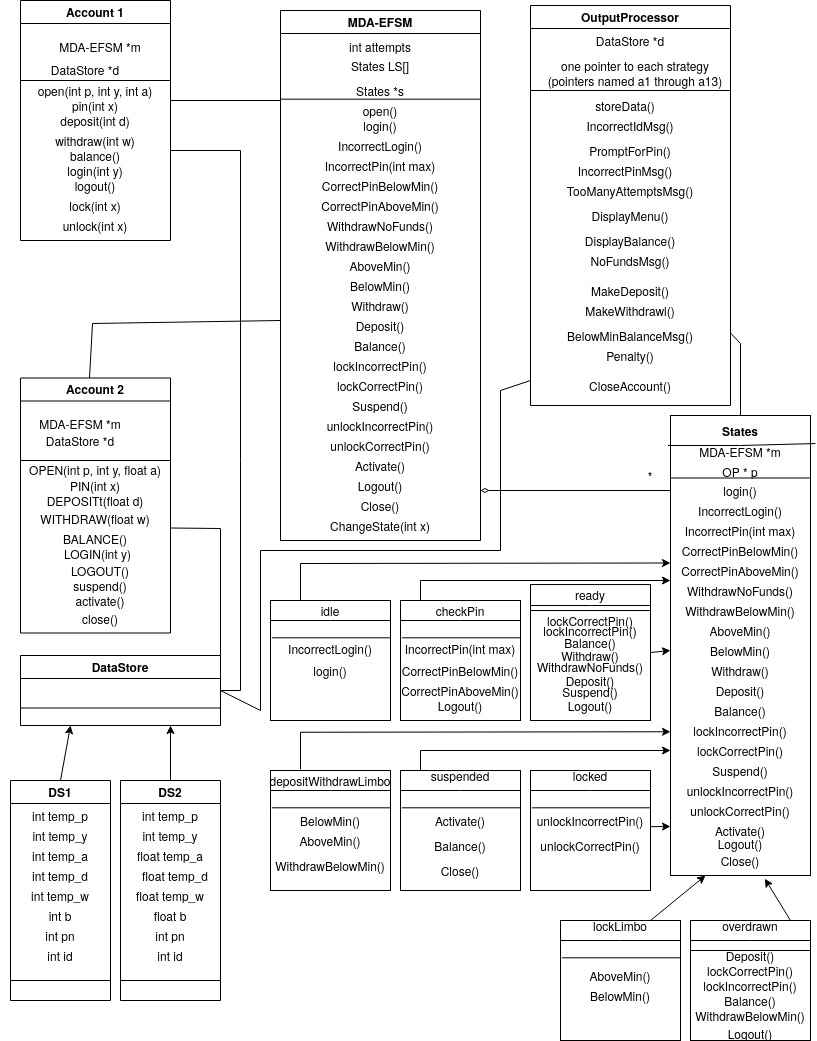 Account 1
MDA-EFSM *m
DataStore *d
open(int p, int y, int a)
pin(int x)
deposit(int d)
withdraw(int w)
balance()
login(int y)
logout()
lock(int x)
unlock(int x)
MDA-EFSM
int attempts
States LS[]
States *s
open()
login()
IncorrectLogin()
IncorrectPin(int max)
CorrectPinBelowMin()
CorrectPinAboveMin()
WithdrawNoFunds()
WithdrawBelowMin()
AboveMin()
BelowMin()
Withdraw()
Deposit()
Balance()
lockIncorrectPin()
lockCorrectPin()
Suspend()
unlockIncorrectPin()
unlockCorrectPin()
Activate()
Logout()
Close()
ChangeState(int x)
OutputProcessor
DataStore *d
one pointer to each strategy
(pointers named a1 through a13)
storeData()
IncorrectIdMsg()
PromptForPin()
IncorrectPinMsg()
TooManyAttemptsMsg()
DisplayMenu()
DisplayBalance()
NoFundsMsg()
MakeDeposit()
MakeWithdrawl()
BelowMinBalanceMsg()
Penalty()
CloseAccount()
Account 2
MDA-EFSM *m
DataStore *d
OPEN(int p, int y, float a)
PIN(int x)
DEPOSITt(float d)
WITHDRAW(float w)
BALANCE()
LOGIN(int y)
LOGOUT()
suspend()
activate()
close()
*
States
MDA-EFSM *m
OP * p
login()
IncorrectLogin()
IncorrectPin(int max)
CorrectPinBelowMin()
CorrectPinAboveMin()
WithdrawNoFunds()
WithdrawBelowMin()
AboveMin()
BelowMin()
Withdraw()
Deposit()
Balance()
lockIncorrectPin()
lockCorrectPin()
Suspend()
unlockIncorrectPin()
unlockCorrectPin()
Activate()
Logout()
Close()
idle
IncorrectLogin()
login()
checkPin
IncorrectPin(int max)
CorrectPinBelowMin()
CorrectPinAboveMin()
Logout()
ready
lockCorrectPin()
lockIncorrectPin()
Balance()
Withdraw()
WithdrawNoFunds()
Deposit()
Suspend()
Logout()
DataStore
DS1
int temp_p
int temp_y
int temp_a
int temp_d
int temp_w
int b
int pn
int id
DS2
int temp_p
int temp_y
float temp_a
float temp_d
float temp_w
float b
int pn
int id
depositWithdrawLimbo
BelowMin()
AboveMin()
WithdrawBelowMin()
suspended
Activate()
Balance()
Close()
locked
unlockIncorrectPin()
unlockCorrectPin()
lockLimbo
AboveMin()
BelowMin()
overdrawn
Deposit()
lockCorrectPin()
lockIncorrectPin()
Balance()
WithdrawBelowMin()
Logout()